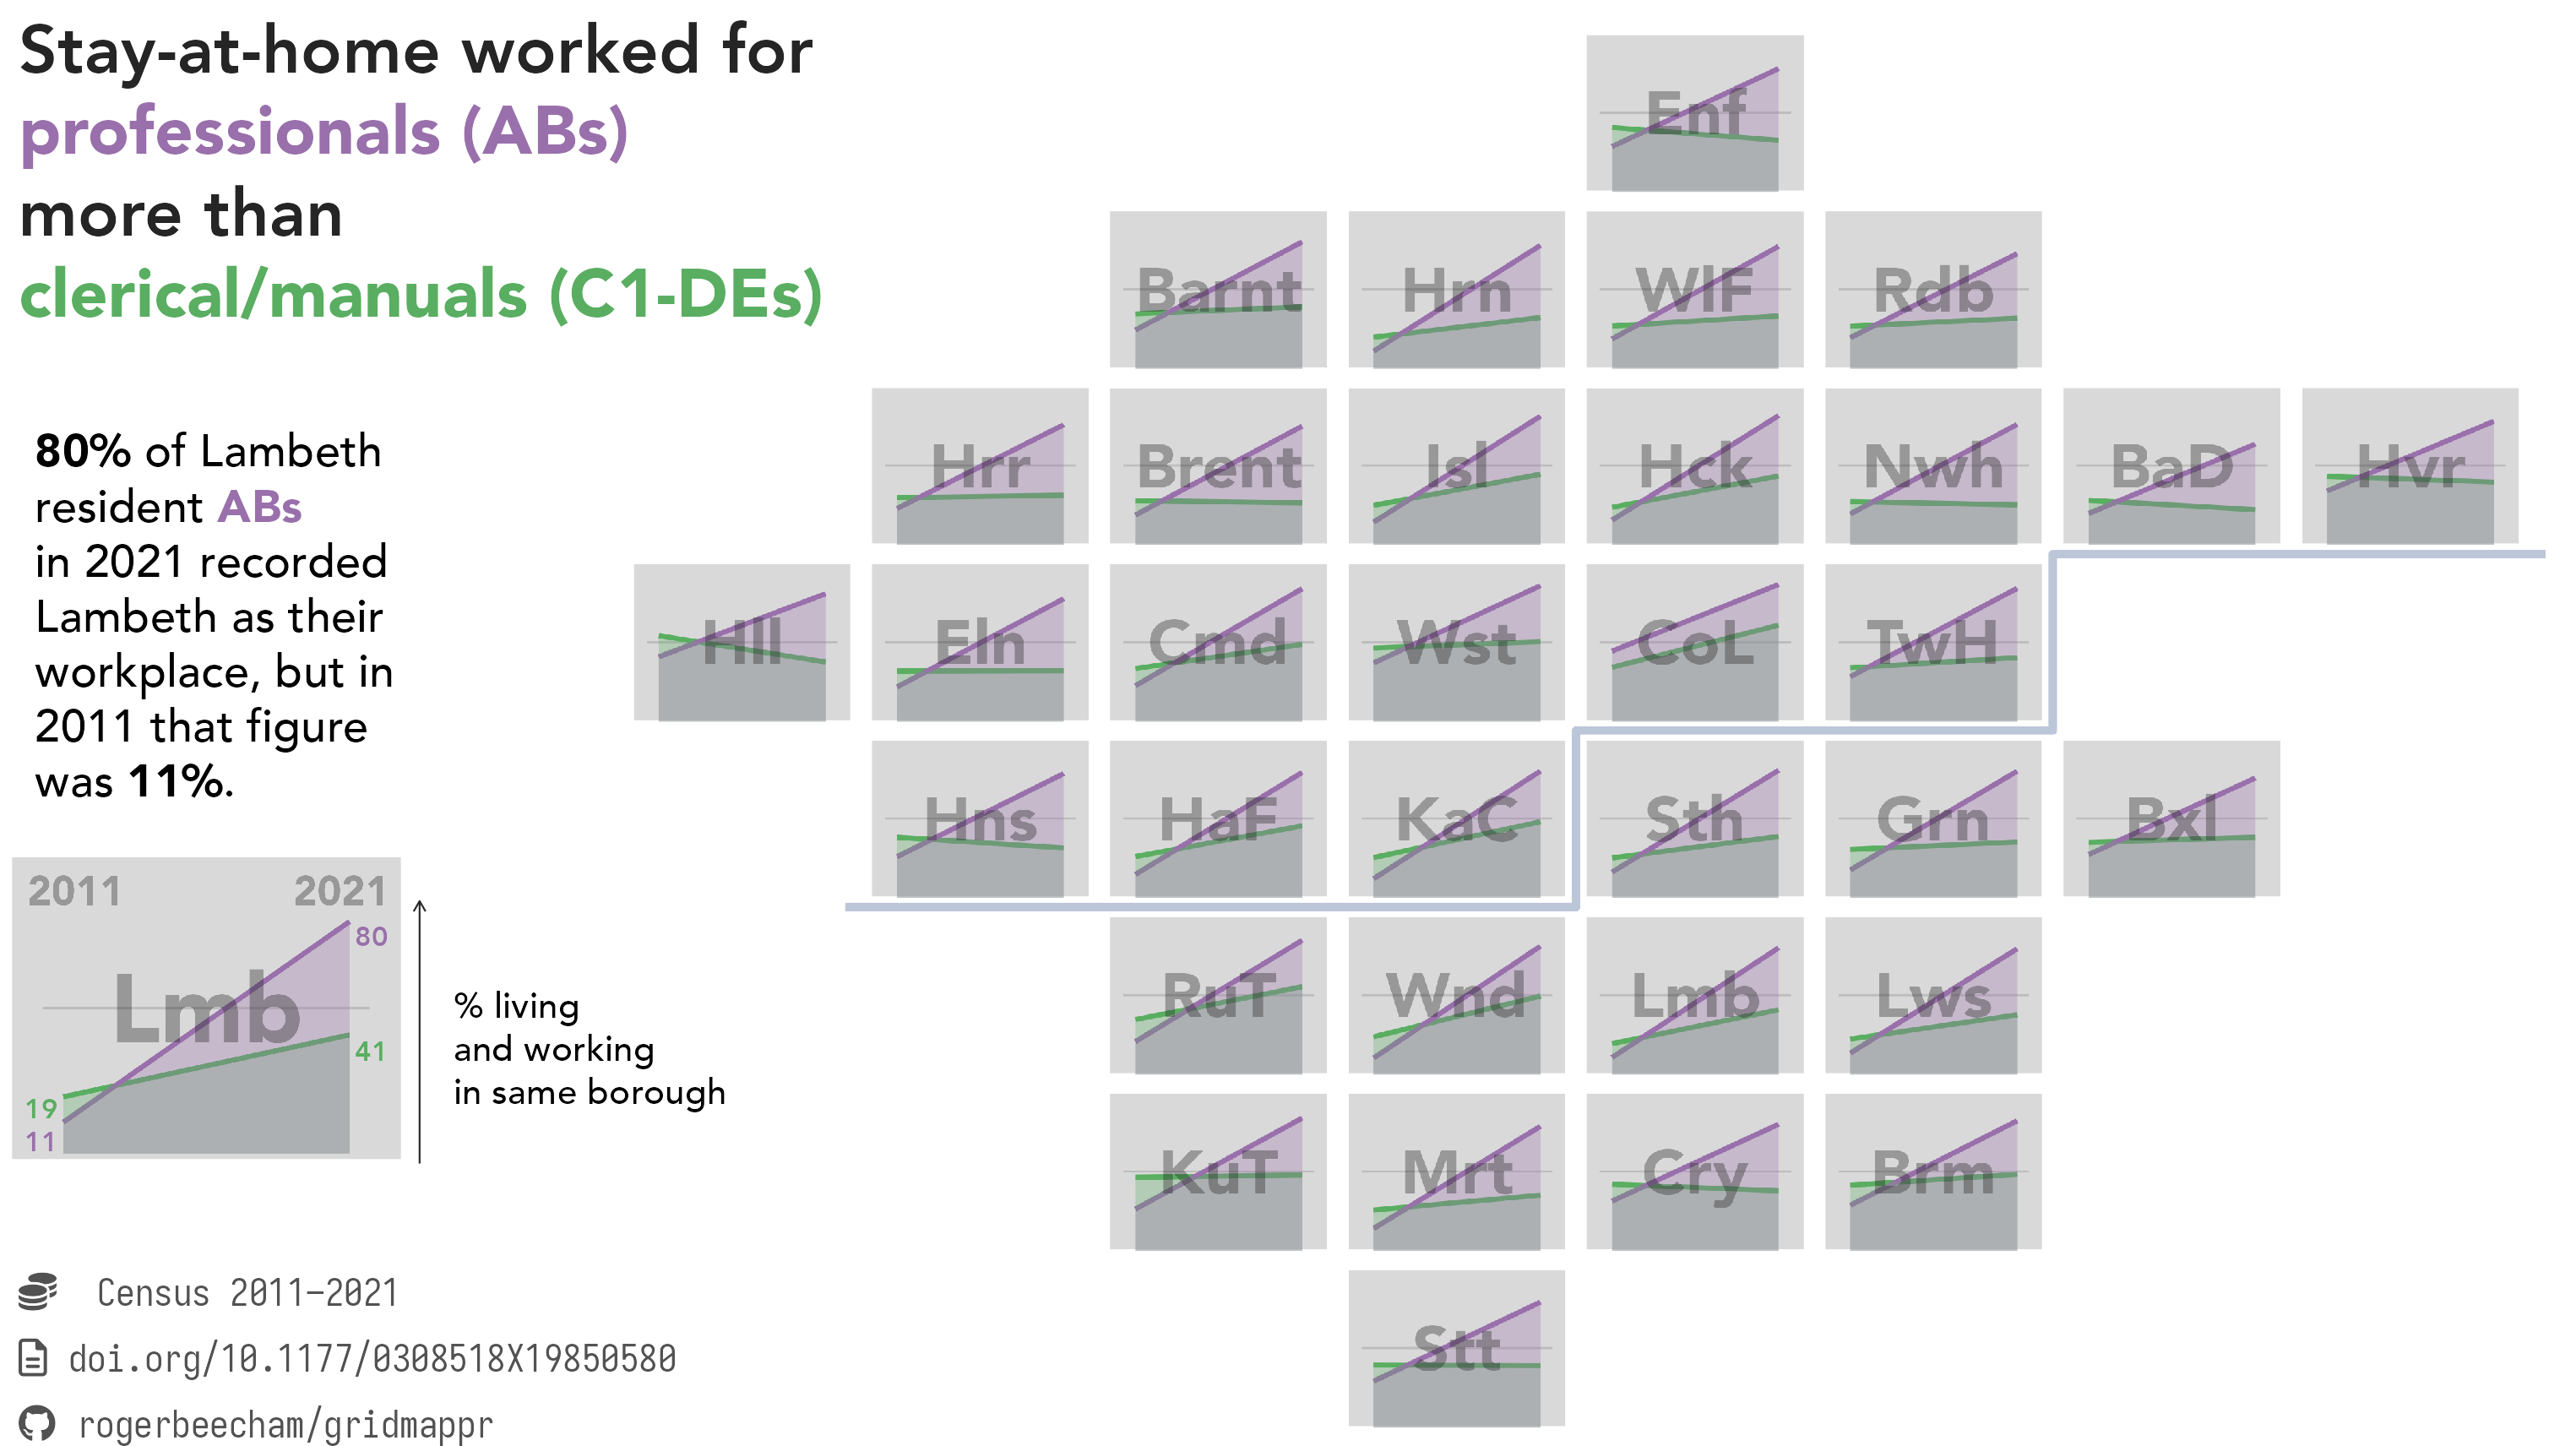 Stay-at-home worked for
professionals (ABs)
more than
clerical/manuals (C1-DEs)
80% of Lambeth
resident ABs
in 2021 recorded
Lambeth as their
workplace, but in
2011 that figure
was 11%.
2011 2021
80
Lmb
41
19
11
% living
and working
in same borough
Enf
Barnt Hrn WlF Rdb
Hrr Brent Isl Hck Nwh BaD Hvr
Hll Eln Cmd Wst CoL TwH
Hns HaF KaC Sth Grn Bxl
RuT Wnd Lmb Lws
KuT Mrt Cry Brm
Stt
Census 2011–2021
doi.org/10.1177/0308518X19850580
rogerbeecham/gridmappr